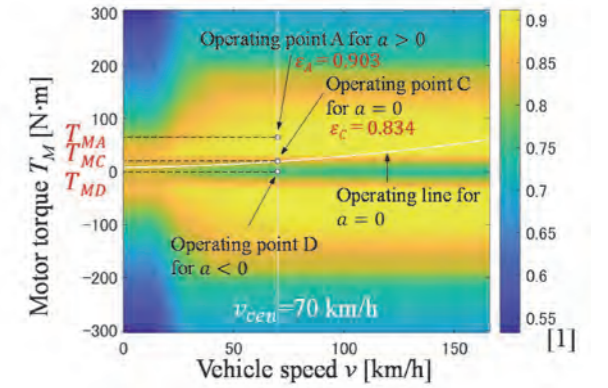 300
200
100
0
−100
−200
−300
Motor torque T_M [N·m]
T_MA
T_MC
T_MD
Operating point A for a > 0
ε_A = 0.903
Operating point C
for a = 0
ε_C = 0.834
Operating line for
a = 0
Operating point D
for a < 0
v_cev=70 km/h
0 50 100 150
Vehicle speed v [km/h]
0.9
0.85
0.8
0.75
0.7
0.65
0.6
0.55
[1]